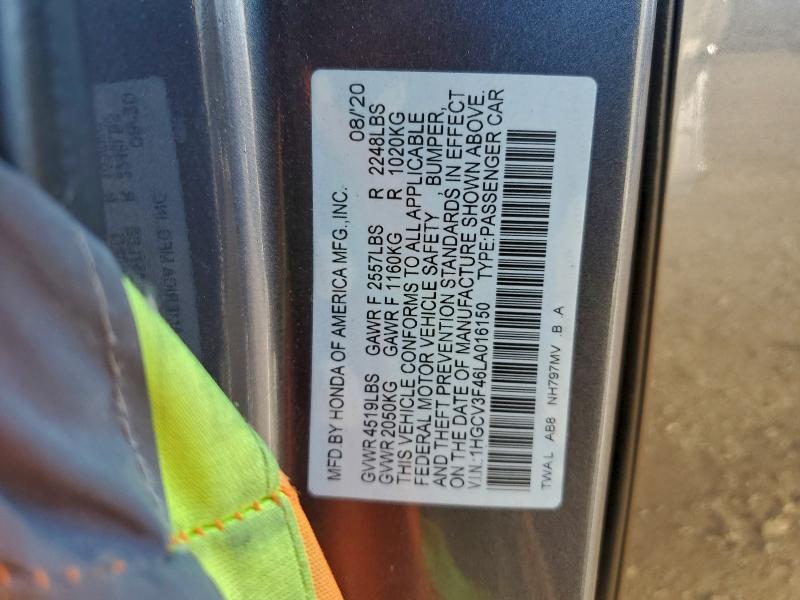 MFD.BY HONDA OF AMERICA MFG.,INC. 08/'20
GVWR 4519LBS GAWR F 2557LBS R 2248LBS
GVWR 2050KG GAWR F 1160KG R 1020KG
THIS VEHICLE CONFORMS TO ALL APPLICABLE
FEDERAL MOTOR VEHICLE SAFETY, BUMPER,
AND THEFT PREVENTION STANDARDS IN EFFECT
ON THE DATE OF MANUFACTURE SHOWN ABOVE.
V.I.N.:1HGCV3F46LA016150 TYPE:PASSENGER CAR
TWAL AB8 NH797MV .B .A